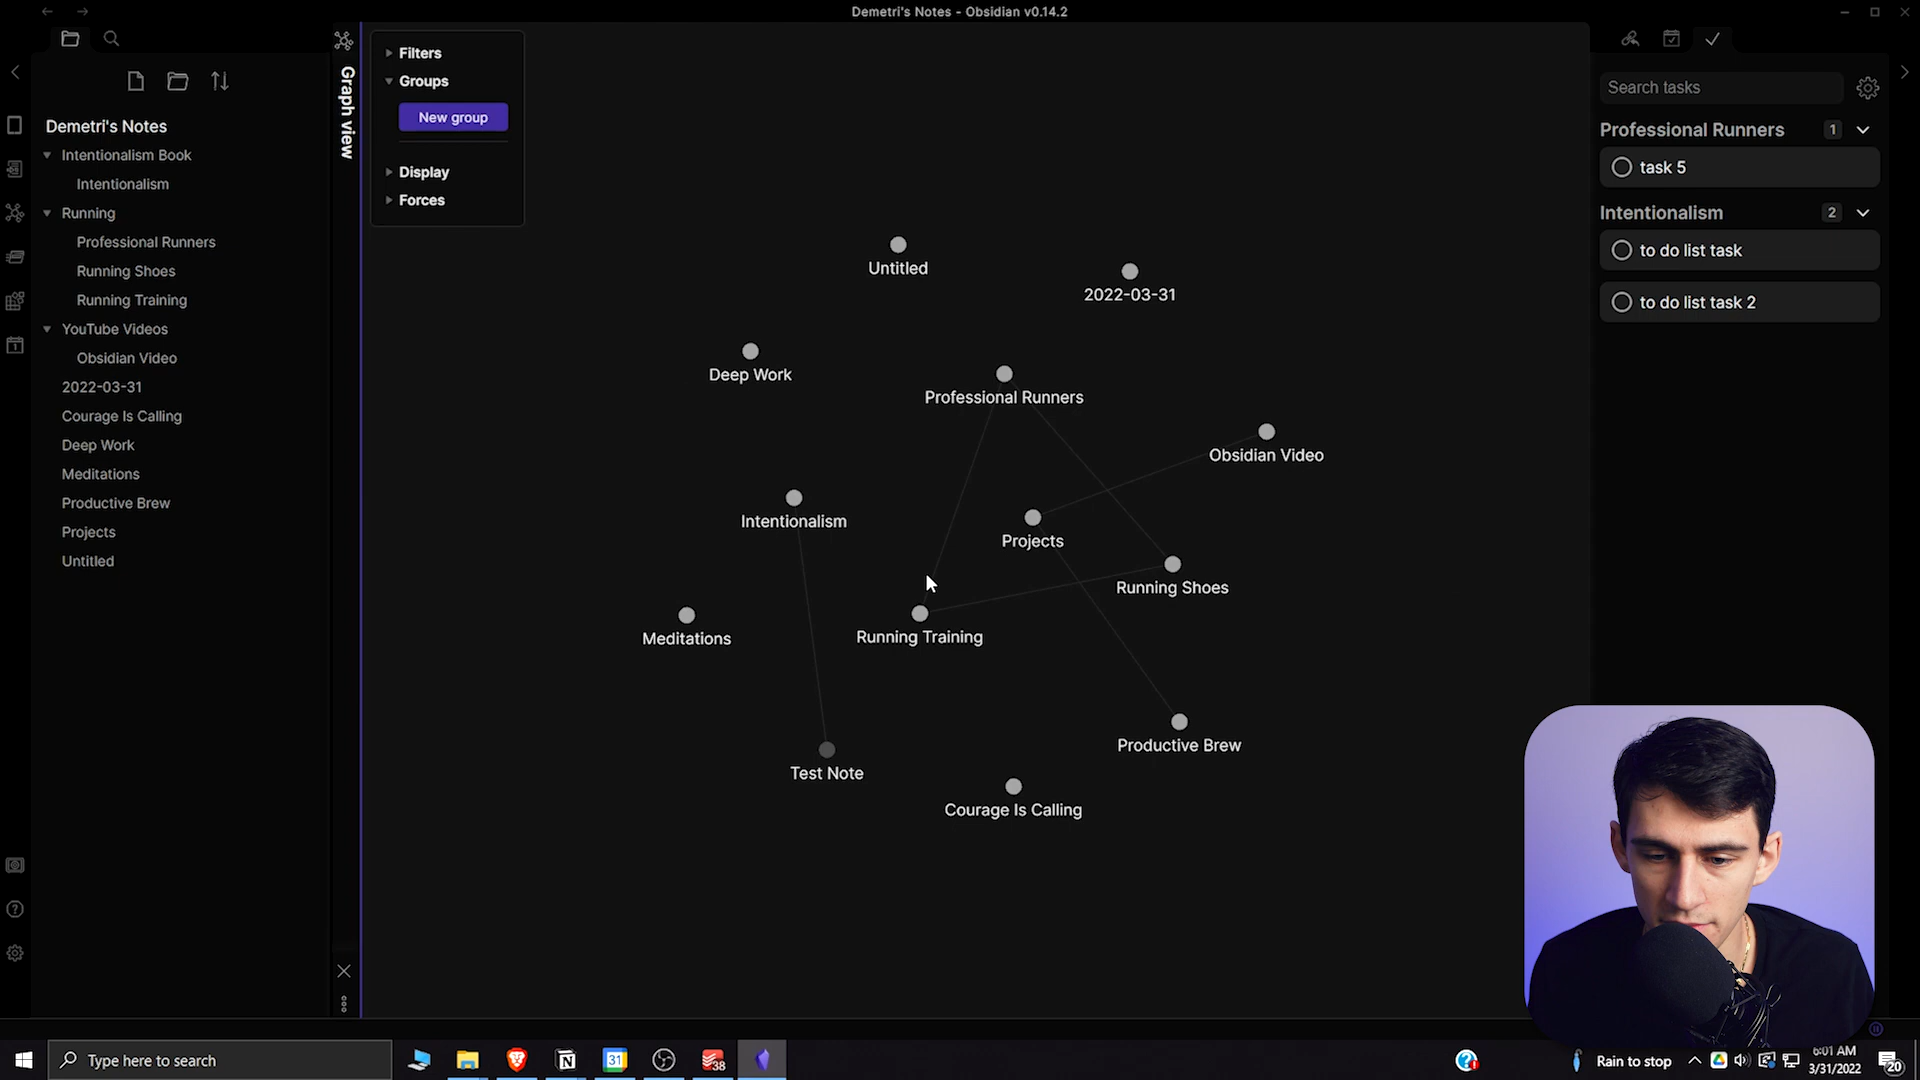 Demetri's Notes - Obsidian v0.14.2
Demetri's Notes
Intentionalism Book
Intentionalism
Running
Professional Runners
Running Shoes
Running Training
YouTube Videos
Obsidian Video
2022-03-31
Courage Is Calling
Deep Work
Meditations
Productive Brew
Projects
Untitled
Graph view
Filters
Groups
New group
Display
Forces
Untitled
2022-03-31
Deep Work
Professional Runners
Obsidian Video
Intentionalism
Projects
Running Shoes
Meditations
Running Training
Productive Brew
Test Note
Courage Is Calling
Search tasks
Professional Runners 1
task 5
Intentionalism 2
to do list task
to do list task 2
1
Type here to search
31
38
Rain to stop
6:01 AM
3/31/2022
20